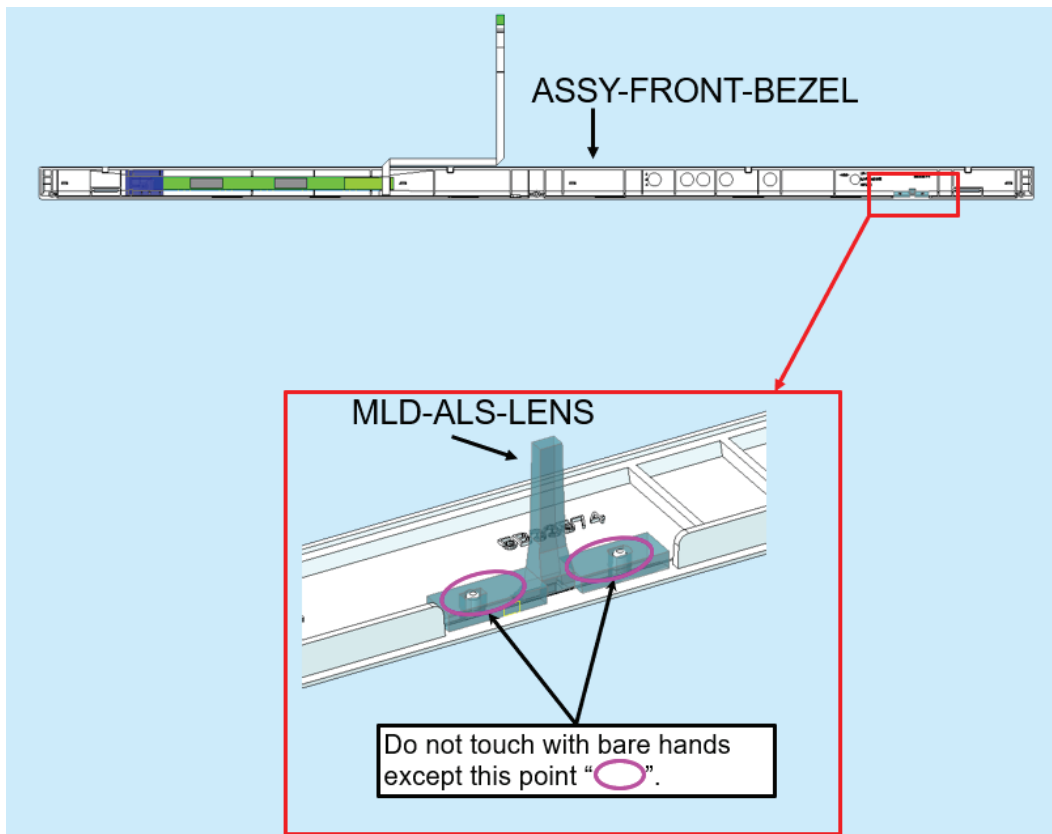 ASSY-FRONT-BEZEL
MLD-ALS-LENS
Do not touch with bare hands
except this point “ ”.